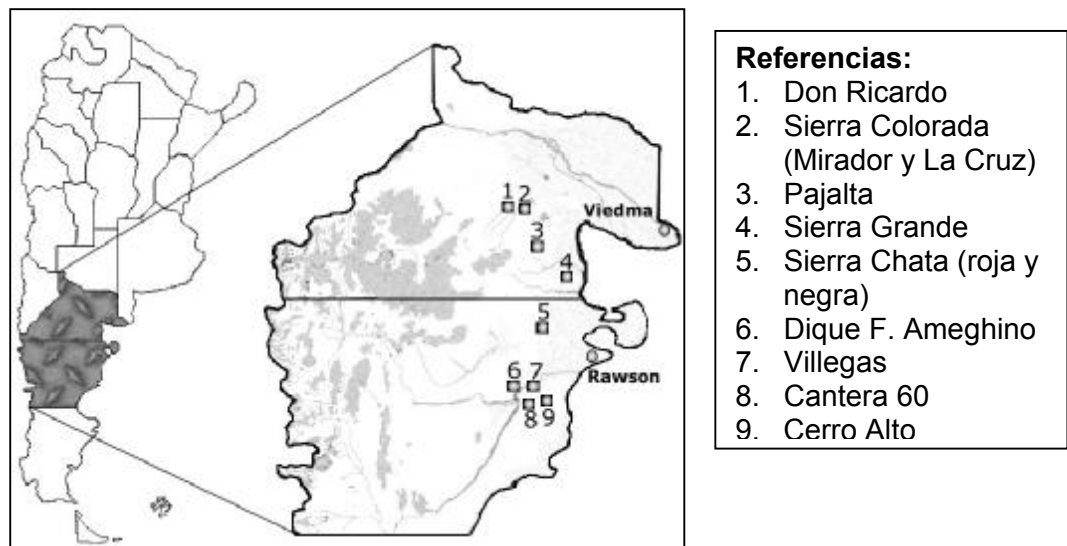 1 2
Viedma
3
4
5
Rawson
6 7
8 9
Referencias:
1. Don Ricardo
2. Sierra Colorada
(Mirador y La Cruz)
3. Pajalta
4. Sierra Grande
5. Sierra Chata (roja y
negra)
6. Dique F. Ameghino
7. Villegas
8. Cantera 60
9. Cerro Alto